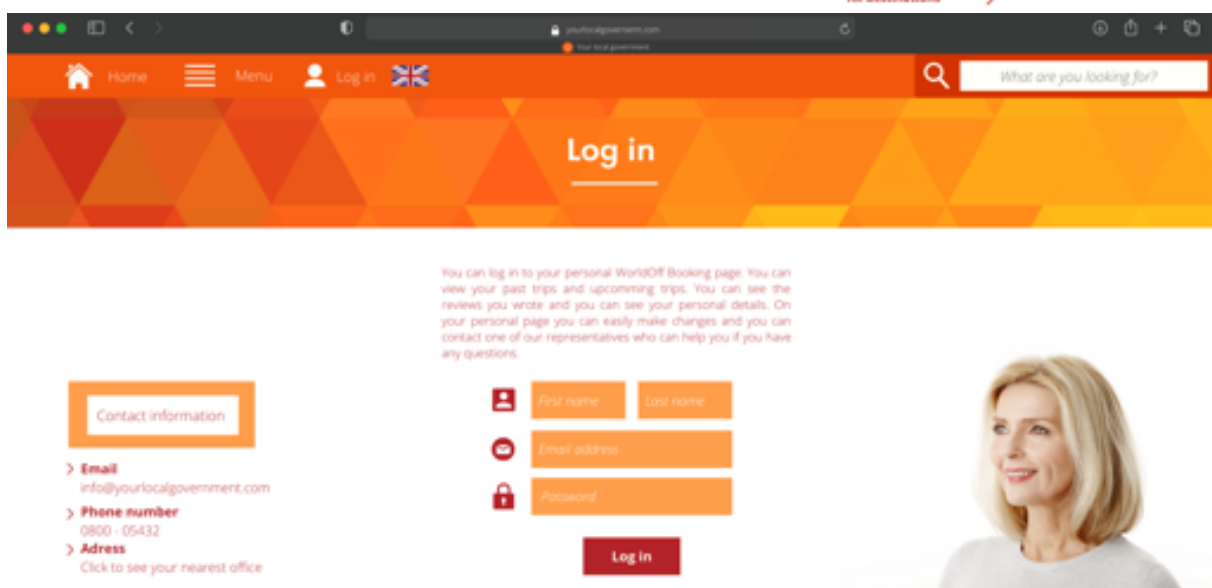 yourlocalgovernment.com
Your local government
Home
Menu
Log in
What are you looking for?
Log in
You can log in to your personal WorldOff Booking page. You can
view your past trips and upcomming trips. You can see the
reviews you wrote and you can see your personal details. On
your personal page you can easily make changes and you can
contact one of our representatives who can help you if you have
any questions.
First name
Last name
Email address
Password
Log in
Contact information
Email
info@yourlocalgovernment.com
Phone number
0800 - 05432
Adress
Click to see your nearest office